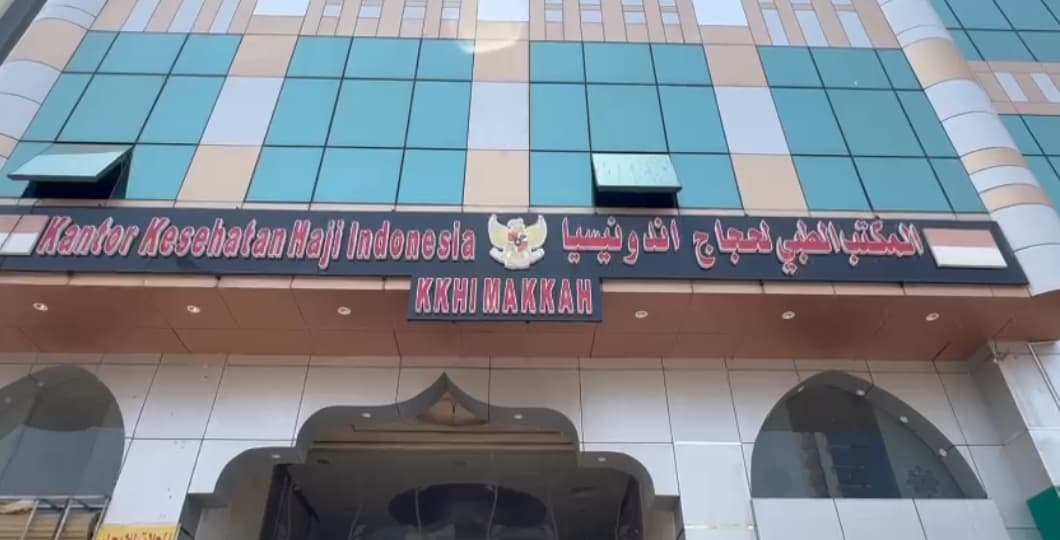 Kantor Kesehatan Haji Indonesia المكتب الطبي لحجاج اندونيسيا
KKHI MAKKAH